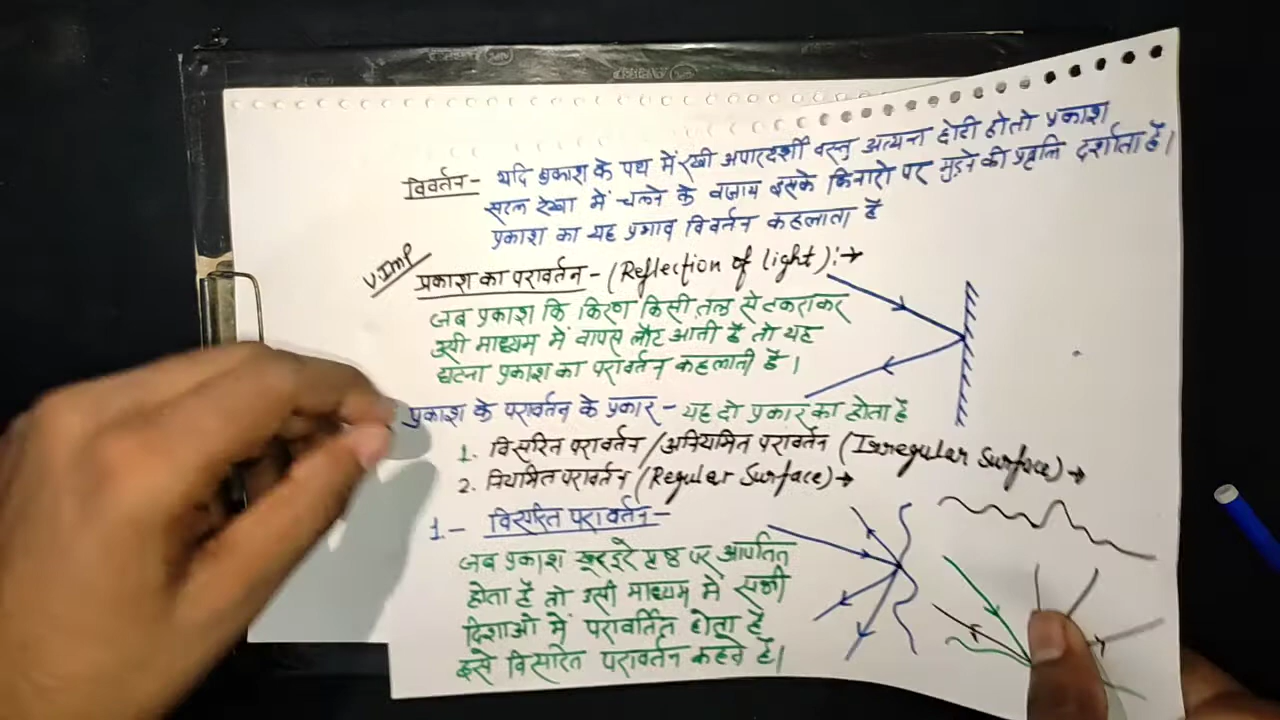 विवर्तन- यदि प्रकाश के पथ में रखी अपारदर्शी वस्तु अत्यन्त छोटी हो तो प्रकाश
सरल रेखा में चलने के बजाय इसके किनारो पर मुड़ने की प्रवृत्ति दर्शाता है।
प्रकाश का यह प्रभाव विवर्तन कहलाता है
V.IMP
प्रकाश का परावर्तन - (Reflection of light) :→
जब प्रकाश कि किरण किसी तल से टकराकर
उसी माध्यम में वापस लौट आती है तो यह
घटना प्रकाश का परावर्तन कहलाती है।
प्रकाश के परावर्तन के प्रकार - यह दो प्रकार का होता है
1. विसरित परावर्तन / अनियमित परावर्तन (Irregular Surface) →
2. नियमित परावर्तन (Regular Surface) →
1.- विसरित परावर्तन -
जब प्रकाश खुरदुरे पृष्ठ पर आपतित
होता है तो उसी माध्यम में सभी
दिशाओं में परावर्तित होता है
इसे विसरित परावर्तन कहते है।